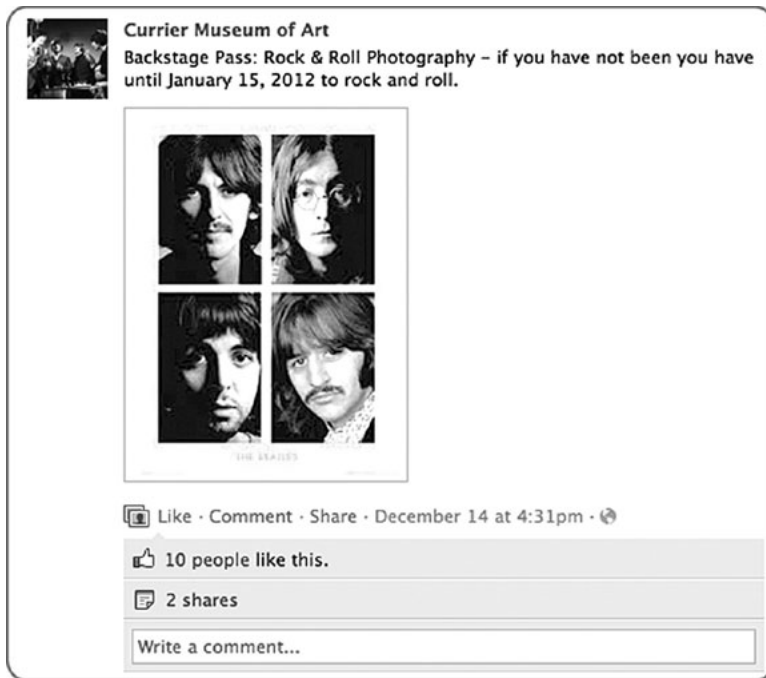 Currier Museum of Art
Backstage Pass: Rock & Roll Photography – if you have not been you have
until January 15, 2012 to rock and roll.
THE BEATLES
Like · Comment · Share · December 14 at 4:31pm ·
10 people like this.
2 shares
Write a comment...